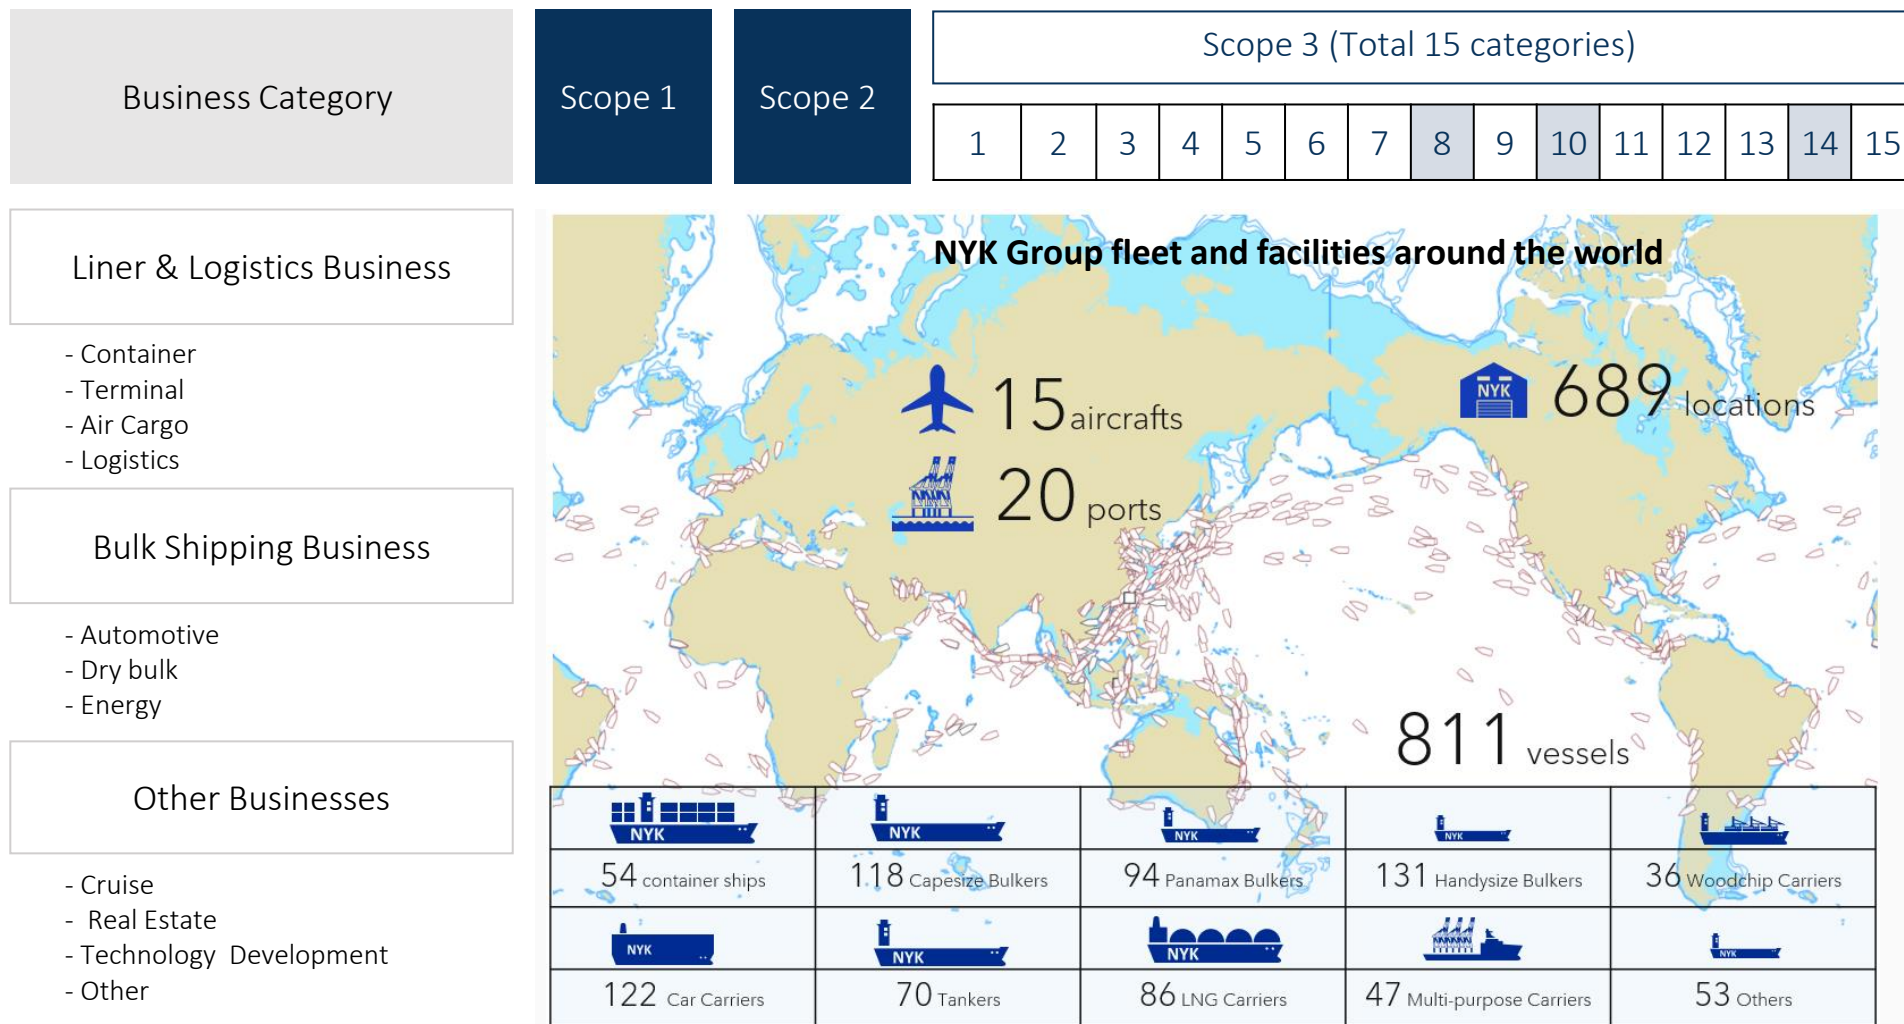 Business Category
Scope 1
Scope 2
Scope 3 (Total 15 categories)
1 2 3 4 5 6 7 8 9 10 11 12 13 14 15
Liner & Logistics Business
- Container
- Terminal
- Air Cargo
- Logistics
Bulk Shipping Business
- Automotive
- Dry bulk
- Energy
Other Businesses
- Cruise
- Real Estate
- Technology Development
- Other
NYK Group fleet and facilities around the world
15 aircrafts
NYK
689 locations
20 ports
811 vessels
NYK NYK NYK NYK
54 container ships 118 Capesize Bulkers 94 Panamax Bulkers 131 Handysize Bulkers 36 Woodchip Carriers
NYK NYK NYK NYK
122 Car Carriers 70 Tankers 86 LNG Carriers 47 Multi-purpose Carriers 53 Others